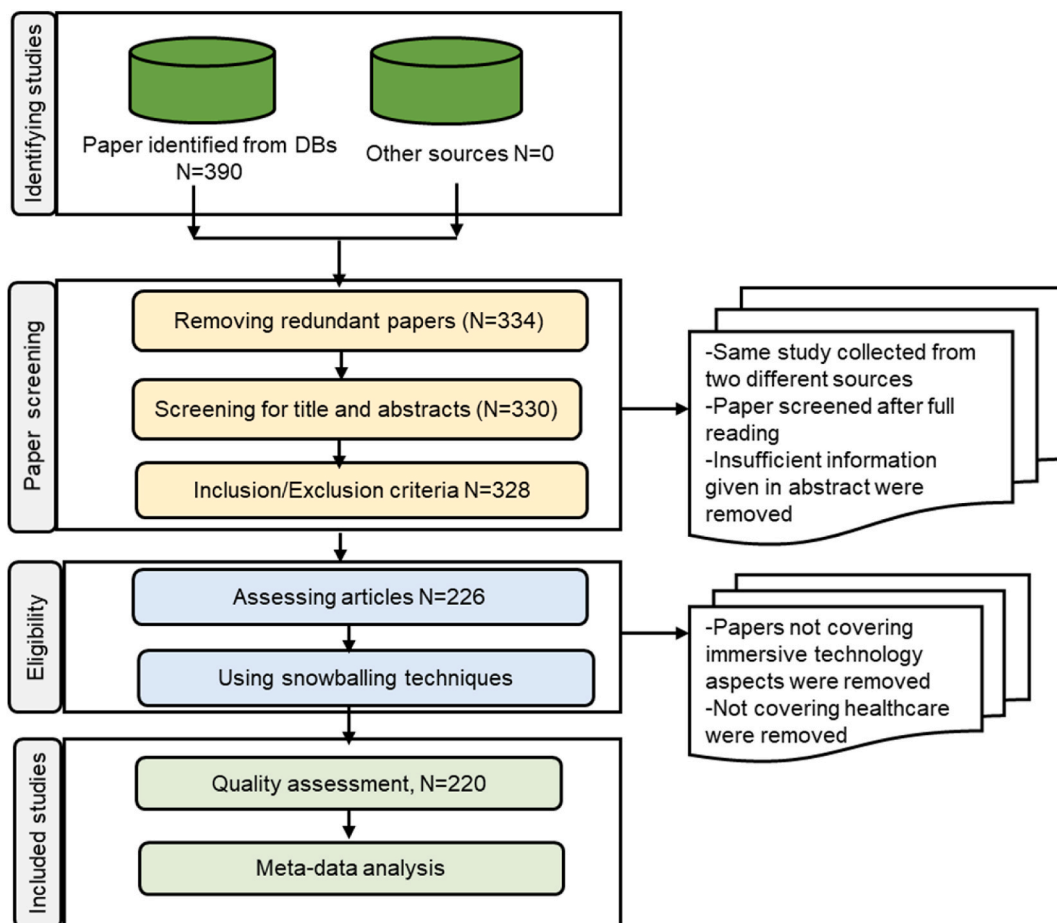 Identifying studies
Paper identified from DBs
N=390
Other sources N=0
Paper screening
Removing redundant papers (N=334)
Screening for title and abstracts (N=330)
Inclusion/Exclusion criteria N=328
-Same study collected from
two different sources
-Paper screened after full
reading
-Insufficient information
given in abstract were
removed
Eligibility
Assessing articles N=226
Using snowballing techniques
-Papers not covering
immersive technology
aspects were removed
-Not covering healthcare
were removed
Included studies
Quality assessment, N=220
Meta-data analysis